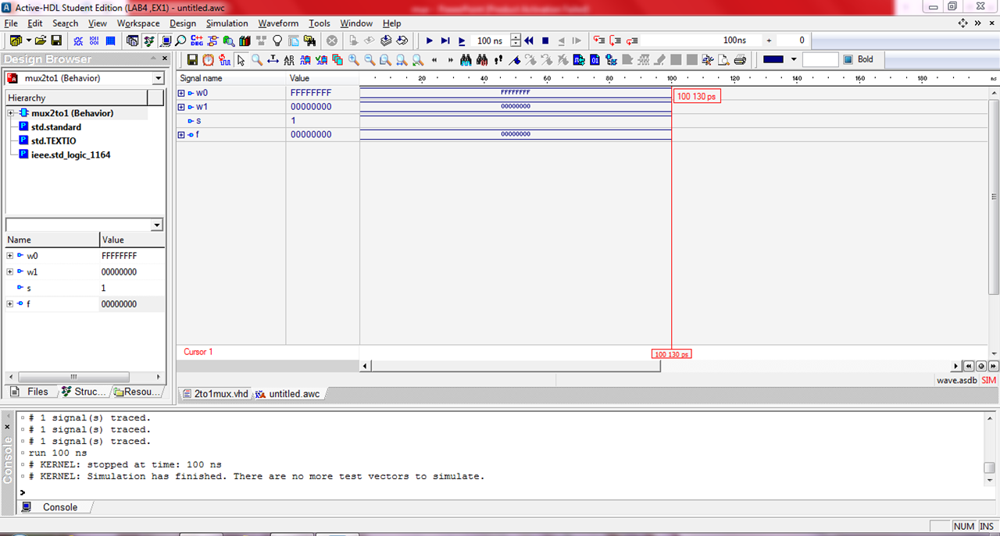 Active-HDL Student Edition (LAB4 ,EX1) - untitled.awc
File Edit Search View Workspace Design Simulation Waveform Tools Window Help
100 ns
100ns + 0
Design Browser
Bold
mux2to1 (Behavior)
Hierarchy
mux2to1 (Behavior)
std.standard
std.TEXTIO
ieee.std_logic_1164
Name Value
w0 FFFFFFFF
w1 00000000
s 1
f 00000000
Files Struc... Resou...
Signal name Value 20 40 60 80 100 120 140 160 180 ns
w0 FFFFFFFF FFFFFFFF
w1 00000000 00000000
s 1
f 00000000 00000000
100 130 ps
Cursor 1 100 130 ps
wave.asdb SIM
2to1mux.vhd untitled.awc
Console
# 1 signal(s) traced.
# 1 signal(s) traced.
# 1 signal(s) traced.
run 100 ns
# KERNEL: stopped at time: 100 ns
# KERNEL: Simulation has finished. There are no more test vectors to simulate.
>
Console
NUM INS